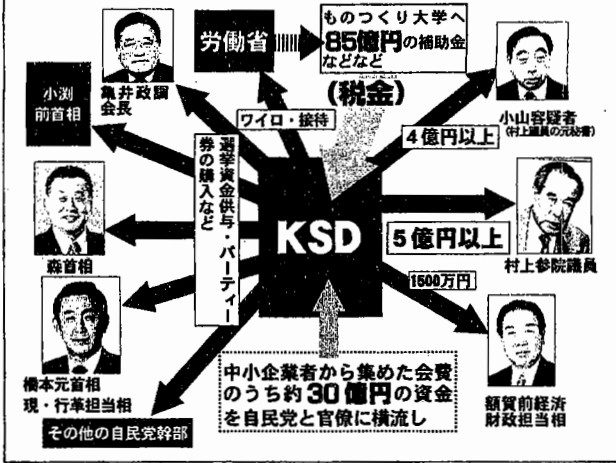 労働省
ものつくり大学へ
85億円の補助金
などなど
(税金)
亀井政調
会長
小渕
前首相
ワイロ・接待
4億円以上
小山容疑者
(村上議員の元秘書)
選挙資金供与・パーティー
券の購入など
KSD
5億円以上
村上参院議員
森首相
1500万円
橋本元首相
現・行革担当相
中小企業者から集めた会費
のうち約30億円の資金
を自民党と官僚に横流し
額賀前経済
財政担当相
その他の自民党幹部